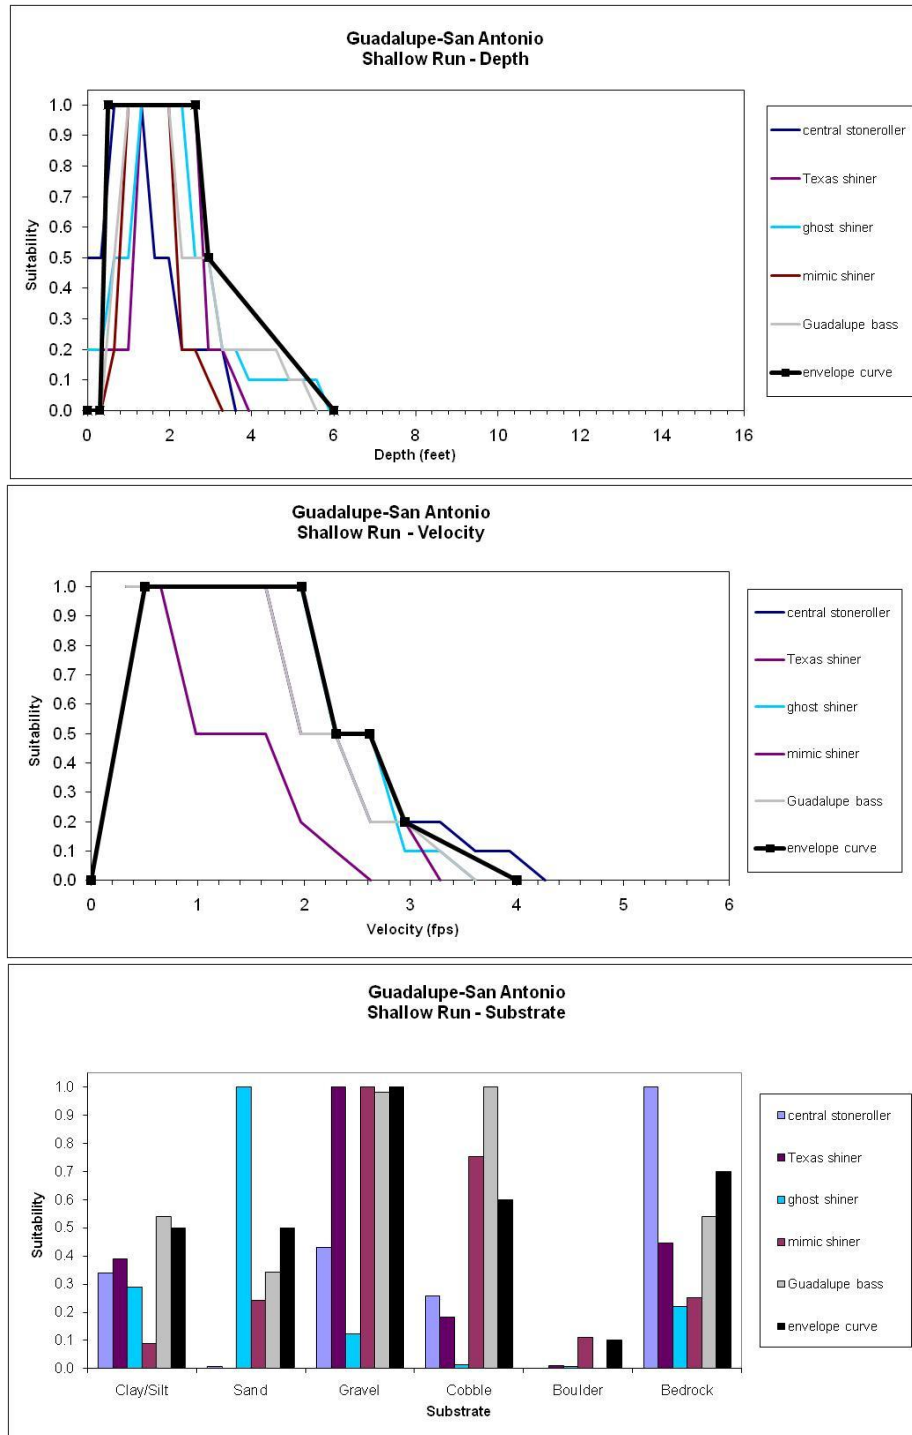 Guadalupe-San Antonio
Shallow Run - Depth
1.0
0.9
0.8
0.7
0.6
0.5
0.4
0.3
0.2
0.1
0.0
Suitability
0 2 4 6 8 10 12 14 16
Depth (feet)
central stoneroller
Texas shiner
ghost shiner
mimic shiner
Guadalupe bass
envelope curve
Guadalupe-San Antonio
Shallow Run - Velocity
1.0
0.9
0.8
0.7
0.6
0.5
0.4
0.3
0.2
0.1
0.0
Suitability
0 1 2 3 4 5 6
Velocity (fps)
central stoneroller
Texas shiner
ghost shiner
mimic shiner
Guadalupe bass
envelope curve
Guadalupe-San Antonio
Shallow Run - Substrate
1.0
0.9
0.8
0.7
0.6
0.5
0.4
0.3
0.2
0.1
0.0
Suitability
Clay/Silt Sand Gravel Cobble Boulder Bedrock
Substrate
central stoneroller
Texas shiner
ghost shiner
mimic shiner
Guadalupe bass
envelope curve